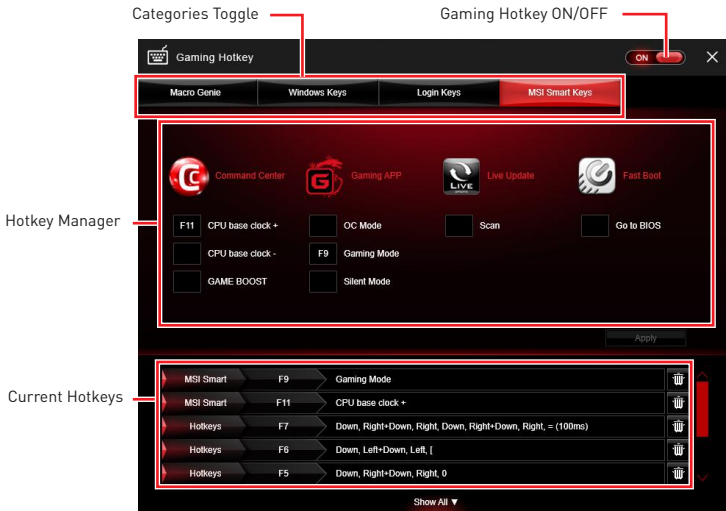 Categories Toggle
Gaming Hotkey ON/OFF
Gaming Hotkey
ON
Macro Genie
Windows Keys
Login Keys
MSI Smart Keys
Command Center
Gaming APP
LIVE
Live Update
Fast Boot
Hotkey Manager
F11 CPU base clock +
OC Mode
Scan
Go to BIOS
CPU base clock -
F9 Gaming Mode
GAME BOOST
Silent Mode
Apply
Current Hotkeys
MSI Smart F9 Gaming Mode
MSI Smart F11 CPU base clock +
Hotkeys F7 Down, Right+Down, Right, Down, Right+Down, Right, = (100ms)
Hotkeys F6 Down, Left+Down, Left, [
Hotkeys F5 Down, Right+Down, Right, 0
Show All ▼